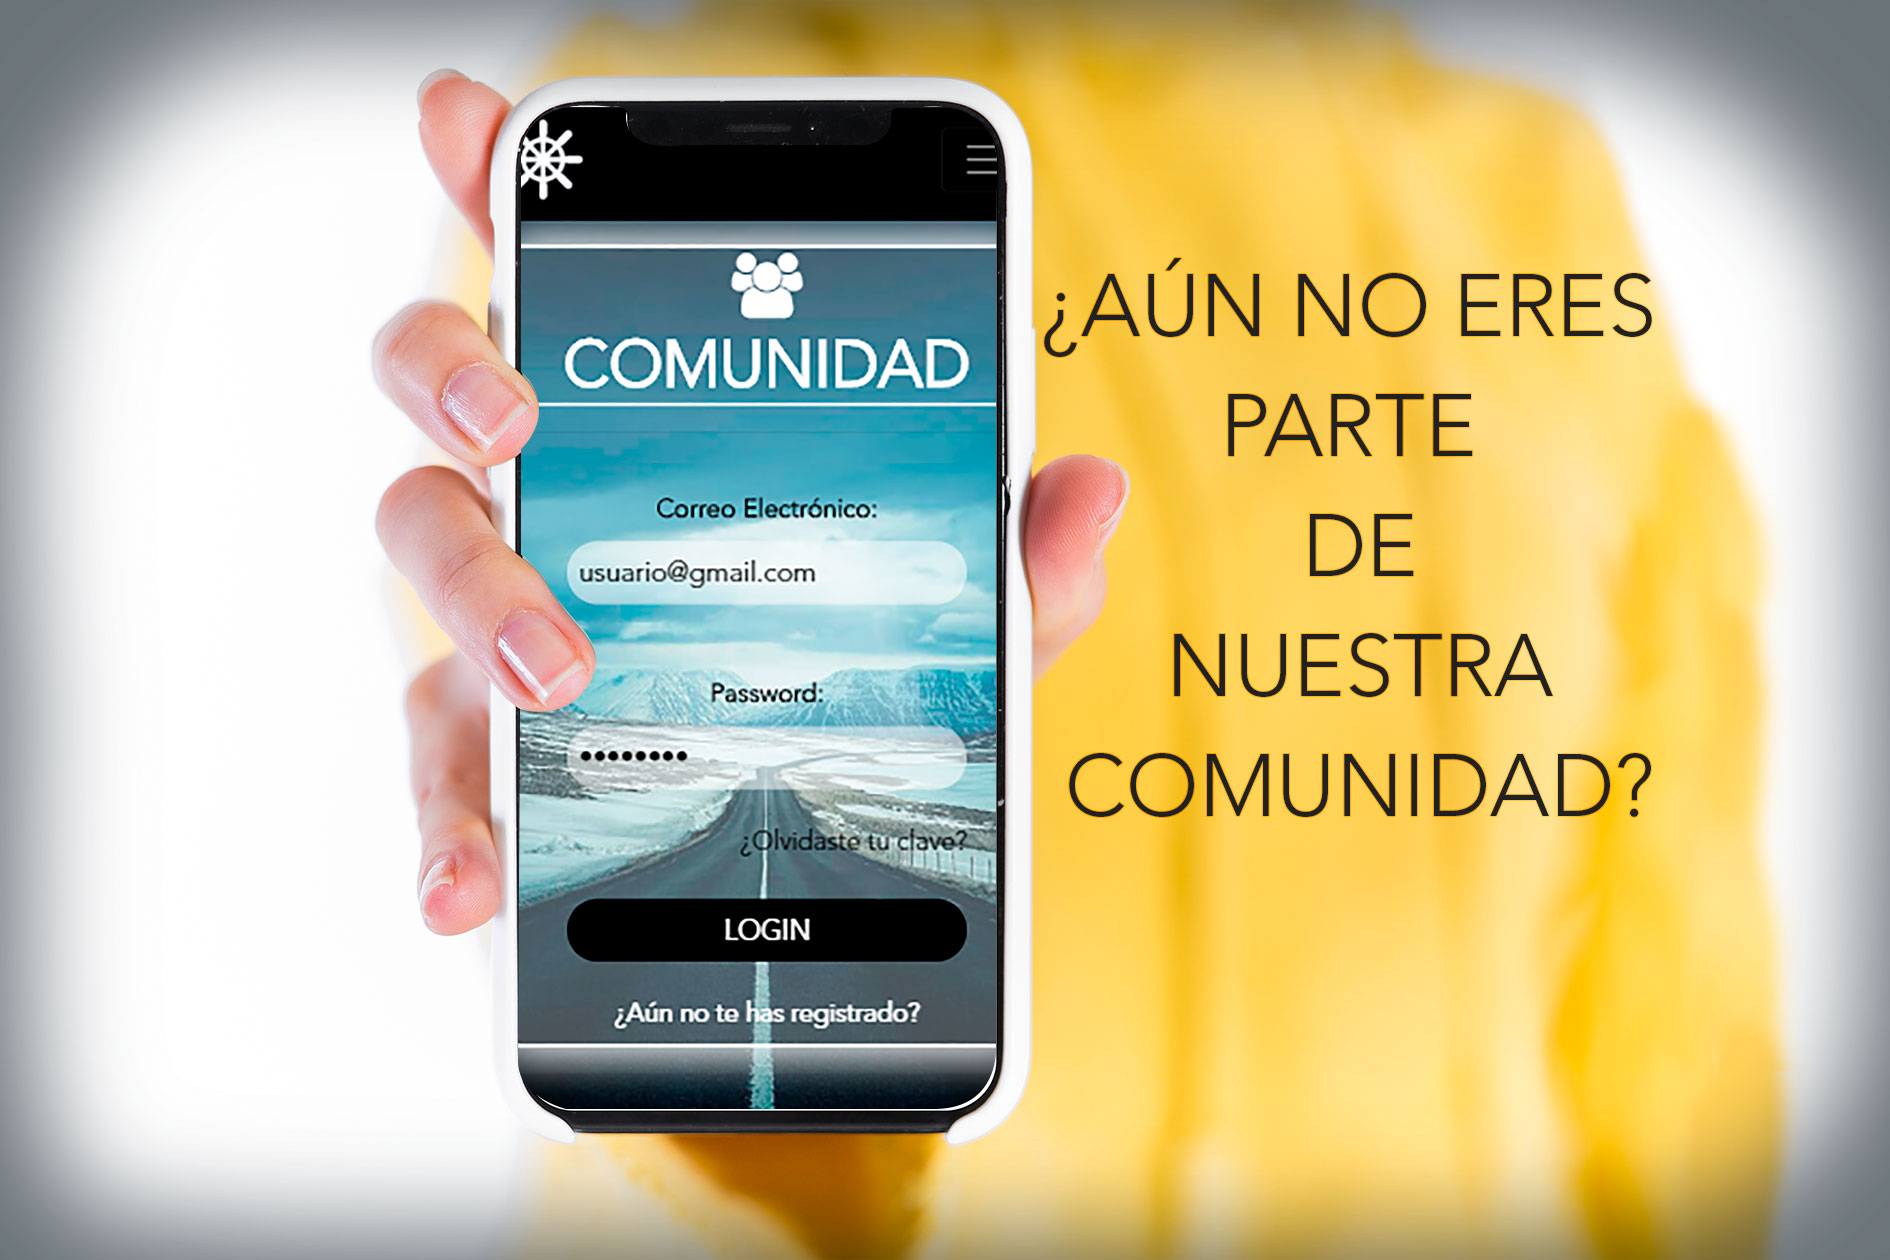 COMUNIDAD
Correo Electrónico:
usuario@gmail.com
Password:
••••••••
¿Olvidaste tu clave?
LOGIN
¿Aún no te has registrado?
¿AÚN NO ERES
PARTE
DE
NUESTRA
COMUNIDAD?